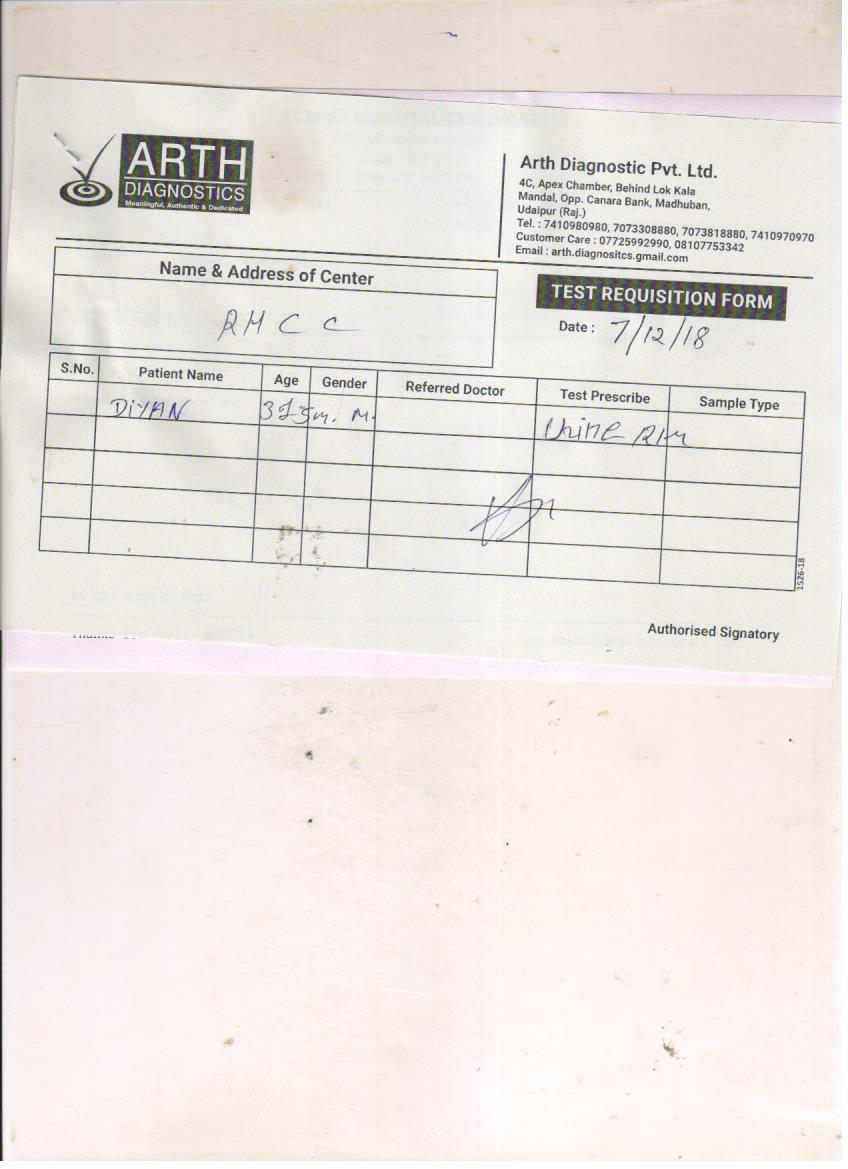 ARTH
DIAGNOSTICS
Meaningful, Authentic & Dedicated
Arth Diagnostic Pvt. Ltd.
4C, Apex Chamber, Behind Lok Kala
Mandal, Opp. Canara Bank, Madhuban,
Udaipur (Raj.)
Tel. : 7410980980, 7073308880, 7073818880, 7410970970
Customer Care : 07725992990, 08107753342
Email : arth.diagnositcs.gmail.com
Name & Address of Center
RHCC
TEST REQUISITION FORM
Date : 7/12/18
S.No. Patient Name Age Gender Referred Doctor Test Prescribe Sample Type
DiYAN M. Urine R/M
1526-18
Authorised Signatory